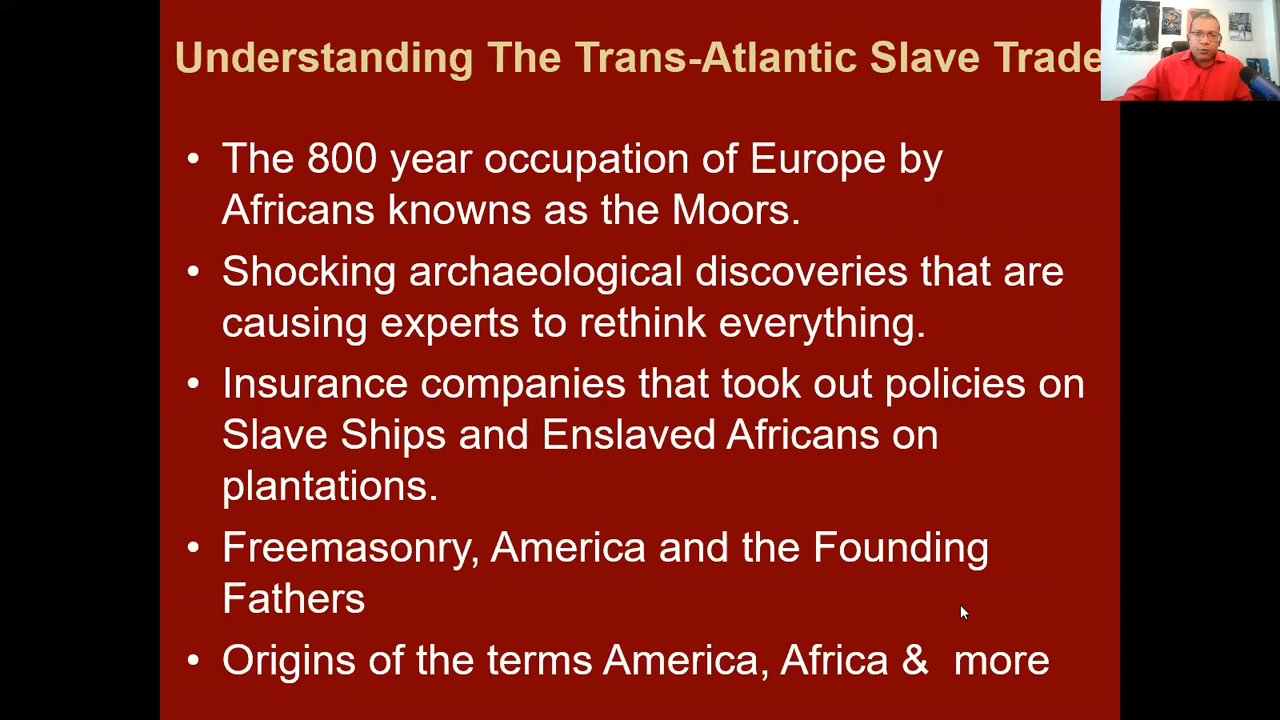 Understanding The Trans-Atlantic Slave Trade
• The 800 year occupation of Europe by
Africans knowns as the Moors.
• Shocking archaeological discoveries that are
causing experts to rethink everything.
• Insurance companies that took out policies on
Slave Ships and Enslaved Africans on
plantations.
• Freemasonry, America and the Founding
Fathers
• Origins of the terms America, Africa & more